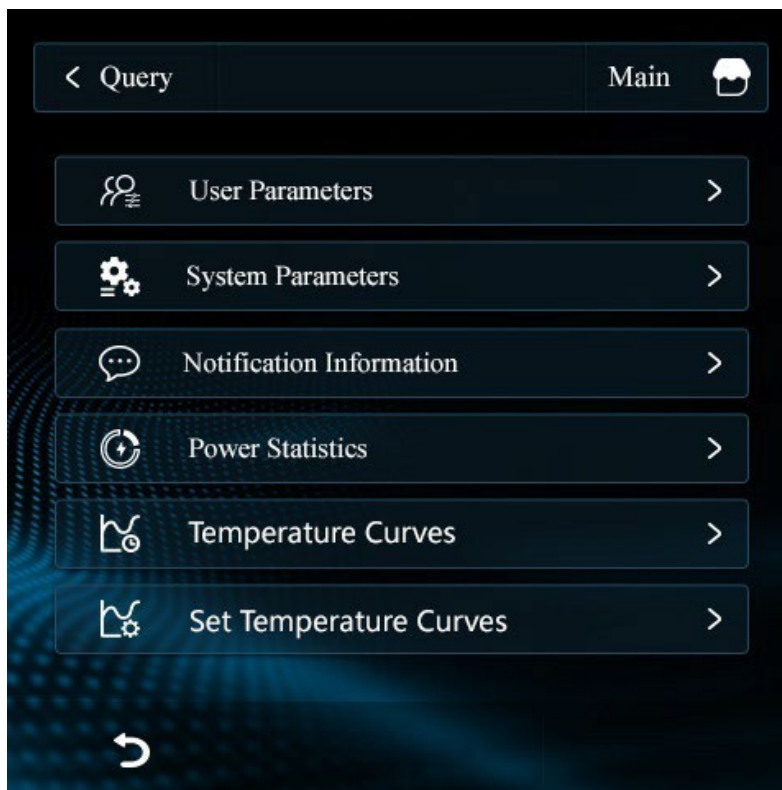 Query
Main
User Parameters
System Parameters
Notification Information
Power Statistics
Temperature Curves
Set Temperature Curves